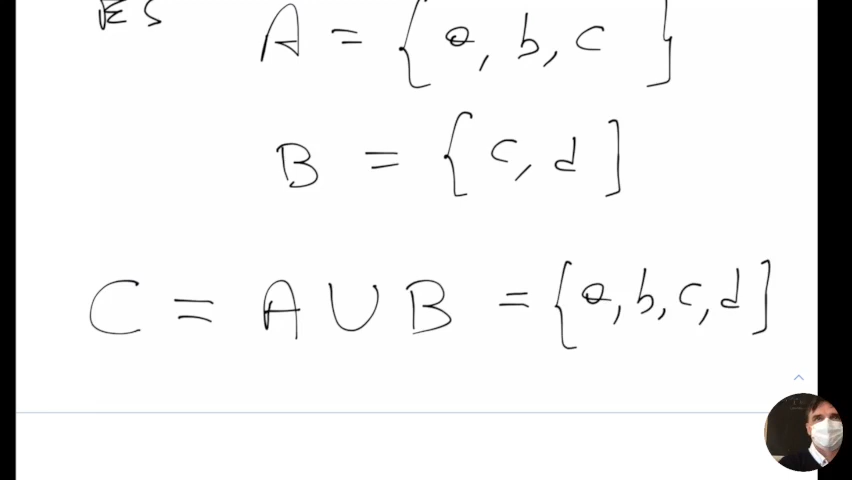 ES
A = { a, b, c }
B = { c, d }
C = A ∪ B = { a, b, c, d }